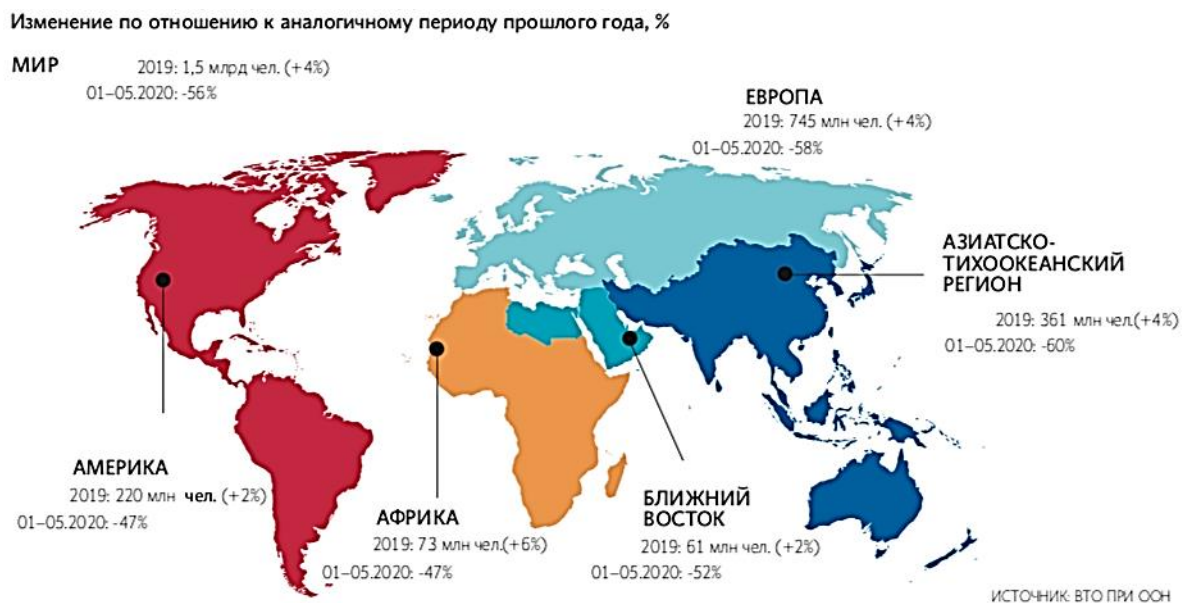 Изменение по отношению к аналогичному периоду прошлого года, %
МИР
2019: 1,5 млрд чел. (+4%)
01–05.2020: -56%
ЕВРОПА
2019: 745 млн чел. (+4%)
01–05.2020: -58%
АЗИАТСКО-
ТИХООКЕАНСКИЙ
РЕГИОН
2019: 361 млн чел.(+4%)
01–05.2020: -60%
АМЕРИКА
2019: 220 млн чел. (+2%)
01–05.2020: -47%
АФРИКА
2019: 73 млн чел.(+6%)
01–05.2020: -47%
БЛИЖНИЙ
ВОСТОК
2019: 61 млн чел. (+2%)
01–05.2020: -52%
ИСТОЧНИК: ВТО ПРИ ООН